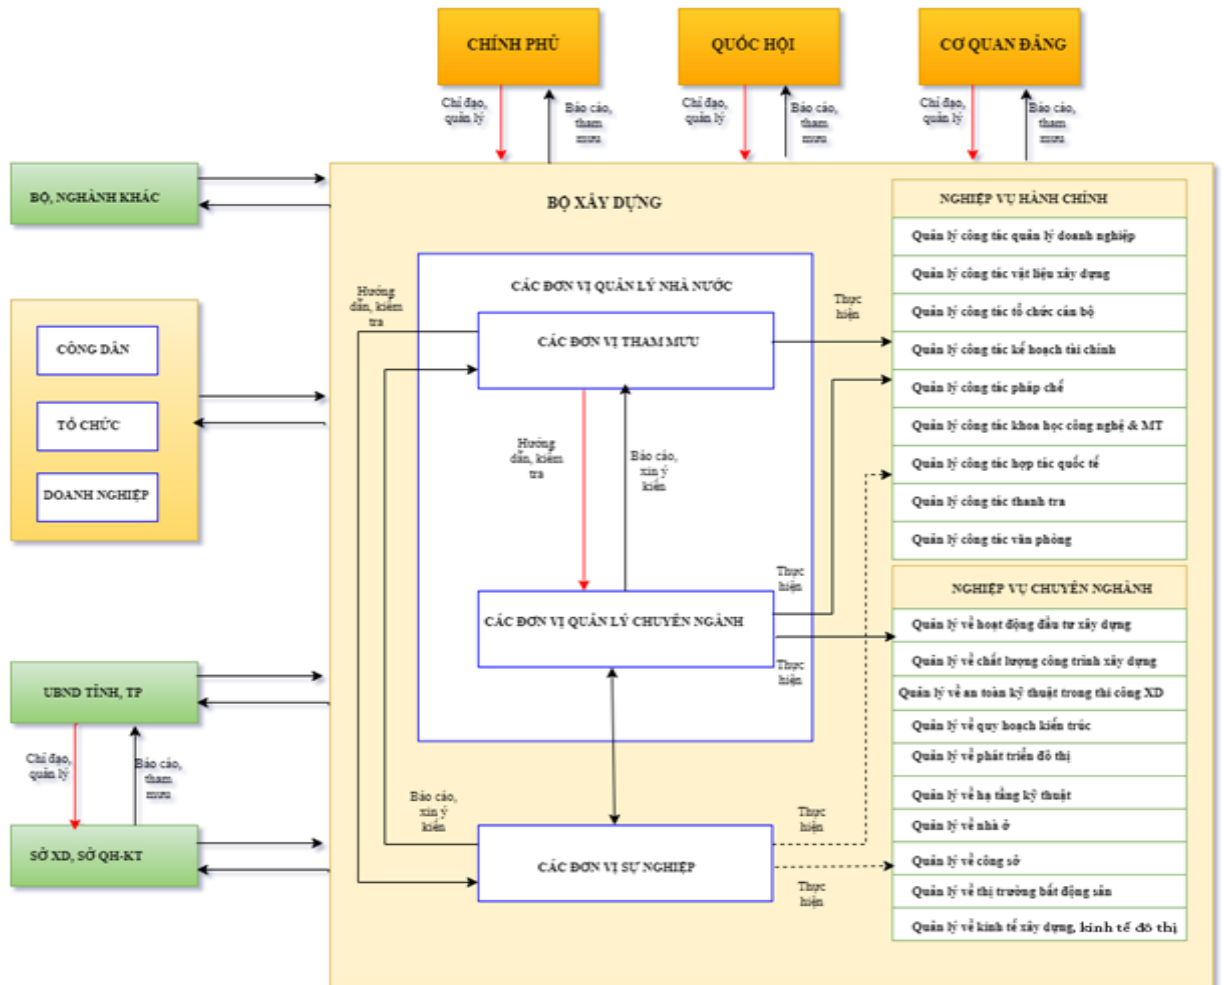 CHÍNH PHỦ
QUỐC HỘI
CƠ QUAN ĐẢNG
Chỉ đạo,
quản lý
Báo cáo,
tham
mưu
Chỉ đạo,
quản lý
Báo cáo,
tham
mưu
Chỉ đạo,
quản lý
Báo cáo,
tham
mưu
BỘ, NGHÀNH KHÁC
CÔNG DÂN
TỔ CHỨC
DOANH NGHIỆP
UBND TỈNH, TP
Chỉ đạo,
quản lý
Báo cáo,
tham
mưu
SỞ XD, SỞ QH-KT
BỘ XÂY DỰNG
CÁC ĐƠN VỊ QUẢN LÝ NHÀ NƯỚC
Hướng
dẫn, kiểm
tra
CÁC ĐƠN VỊ THAM MƯU
Thực
hiện
Hướng
dẫn, kiểm
tra
Báo cáo,
xin ý
kiến
Thực
hiện
CÁC ĐƠN VỊ QUẢN LÝ CHUYÊN NGÀNH
Thực
hiện
Báo cáo,
xin ý
kiến
Thực
hiện
CÁC ĐƠN VỊ SỰ NGHIỆP
Thực
hiện
NGHIỆP VỤ HÀNH CHÍNH
Quản lý công tác quản lý doanh nghiệp
Quản lý công tác vật liệu xây dựng
Quản lý công tác tổ chức cán bộ
Quản lý công tác kế hoạch tài chính
Quản lý công tác pháp chế
Quản lý công tác khoa học công nghệ & MT
Quản lý công tác hợp tác quốc tế
Quản lý công tác thanh tra
Quản lý công tác văn phòng
NGHIỆP VỤ CHUYÊN NGHÀNH
Quản lý về hoạt động đầu tư xây dựng
Quản lý về chất lượng công trình xây dựng
Quản lý về an toàn kỹ thuật trong thi công XD
Quản lý về quy hoạch kiến trúc
Quản lý về phát triển đô thị
Quản lý về hạ tầng kỹ thuật
Quản lý về nhà ở
Quản lý về công sở
Quản lý về thị trường bất động sản
Quản lý về kinh tế xây dựng, kinh tế đô thị